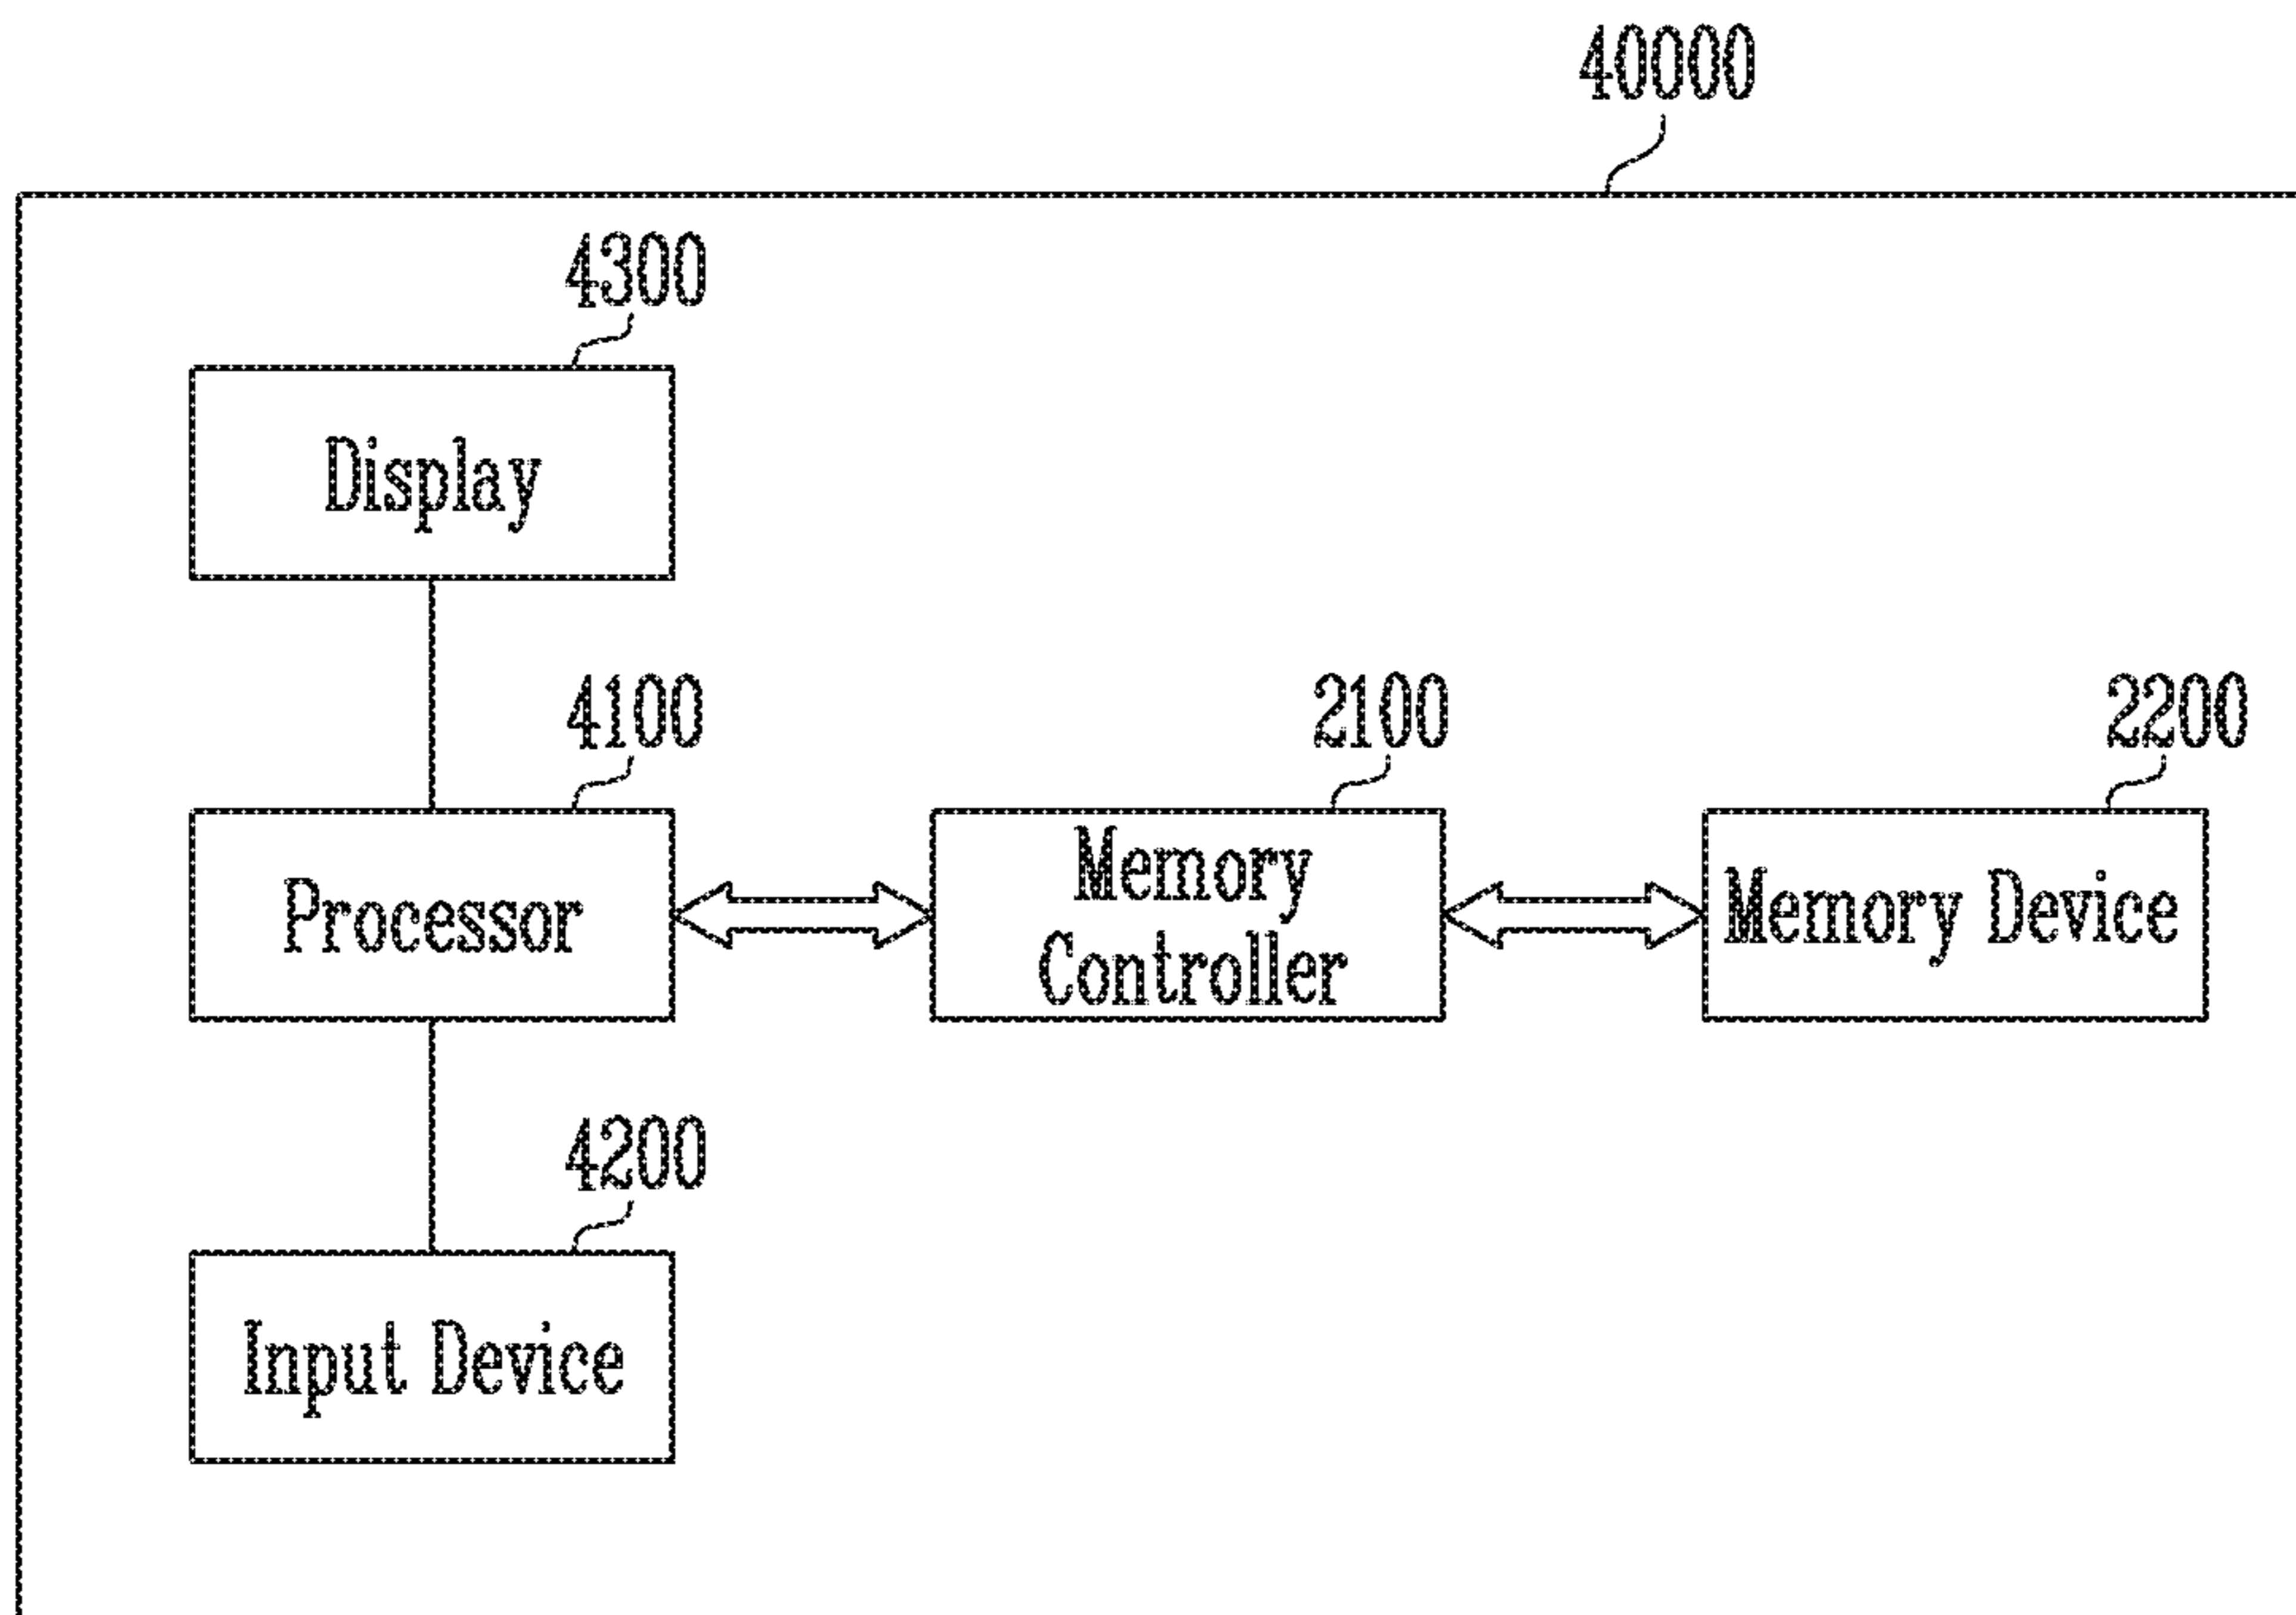 40000
4300
Display
4100
2100
2200
Processor
Memory
Controller
Memory Device
4200
Input Device